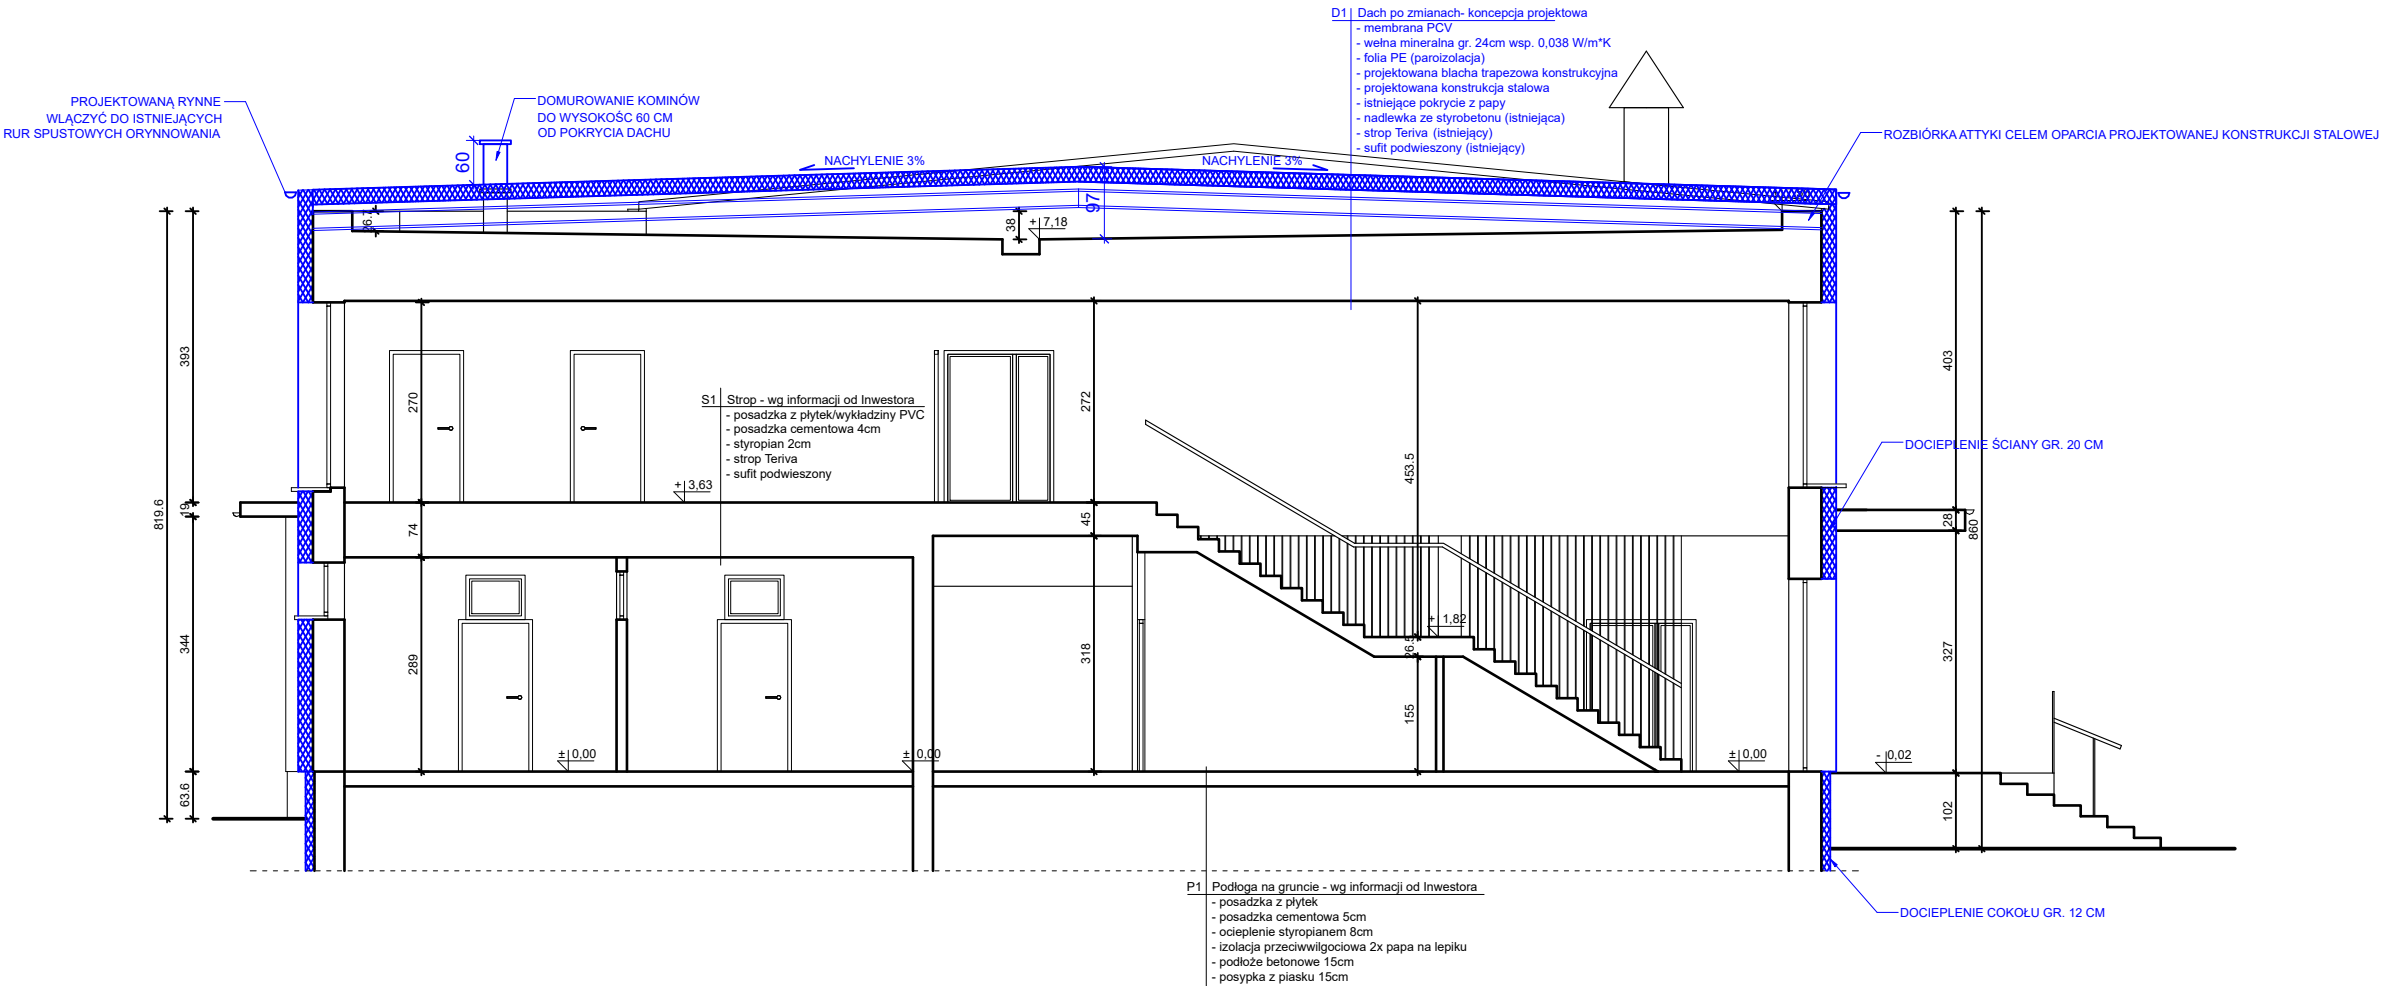 D1 Dach po zmianach- koncepcja projektowa
- membrana PCV
- wełna mineralna gr. 24cm wsp. 0,038 W/m*K
- folia PE (paroizolacja)
- projektowana blacha trapezowa konstrukcyjna
- projektowana konstrukcja stalowa
- istniejące pokrycie z papy
- nadlewka ze styrobetonu (istniejąca)
- strop Teriva (istniejący)
- sufit podwieszony (istniejący)
PROJEKTOWANĄ RYNNE
WLĄCZYĆ DO ISTNIEJĄCYCH
RUR SPUSTOWYCH ORYNNOWANIA
DOMUROWANIE KOMINÓW
DO WYSOKOŚC 60 CM
OD POKRYCIA DACHU
ROZBIÓRKA ATTYKI CELEM OPARCIA PROJEKTOWANEJ KONSTRUKCJI STALOWEJ
60
NACHYLENIE 3%
NACHYLENIE 3%
97
26.7
38
+ 7,18
393
403
270
272
453.5
S1 Strop - wg informacji od Inwestora
- posadzka z płytek/wykładziny PVC
- posadzka cementowa 4cm
- styropian 2cm
- strop Teriva
- sufit podwieszony
DOCIEPLENIE ŚCIANY GR. 20 CM
+ 3,63
819.6
19
74
45
28
860
344
289
318
+ 1,82
26.5
155
327
± 0,00
± 0,00
± 0,00
- 0,02
63.6
102
P1 Podłoga na gruncie - wg informacji od Inwestora
- posadzka z płytek
- posadzka cementowa 5cm
- ocieplenie styropianem 8cm
- izolacja przeciwwilgociowa 2x papa na lepiku
- podłoże betonowe 15cm
- posypka z piasku 15cm
DOCIEPLENIE COKOŁU GR. 12 CM